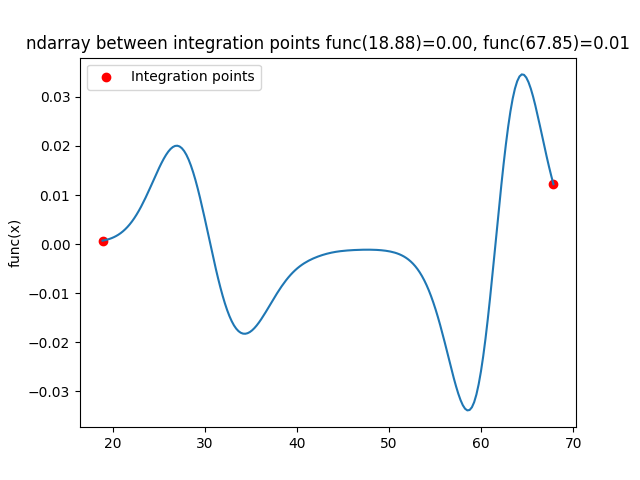 ndarray between integration points func(18.88)=0.00, func(67.85)=0.01
Integration points
func(x)
0.03
0.02
0.01
0.00
−0.01
−0.02
−0.03
20 30 40 50 60 70